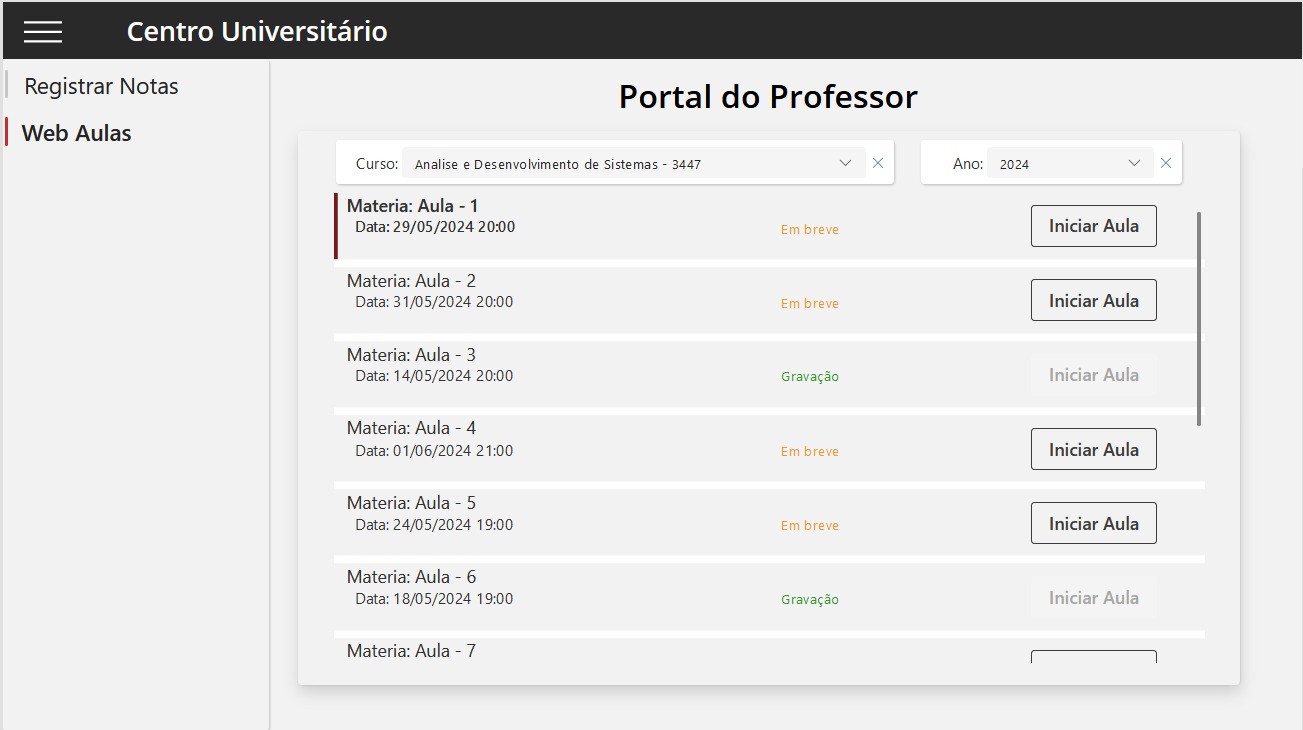 Centro Universitário
Registrar Notas
Web Aulas
Portal do Professor
Curso: Analise e Desenvolvimento de Sistemas - 3447
Ano: 2024
Materia: Aula - 1
Data: 29/05/2024 20:00
Em breve
Iniciar Aula
Materia: Aula - 2
Data: 31/05/2024 20:00
Em breve
Iniciar Aula
Materia: Aula - 3
Data: 14/05/2024 20:00
Gravação
Iniciar Aula
Materia: Aula - 4
Data: 01/06/2024 21:00
Em breve
Iniciar Aula
Materia: Aula - 5
Data: 24/05/2024 19:00
Em breve
Iniciar Aula
Materia: Aula - 6
Data: 18/05/2024 19:00
Gravação
Iniciar Aula
Materia: Aula - 7